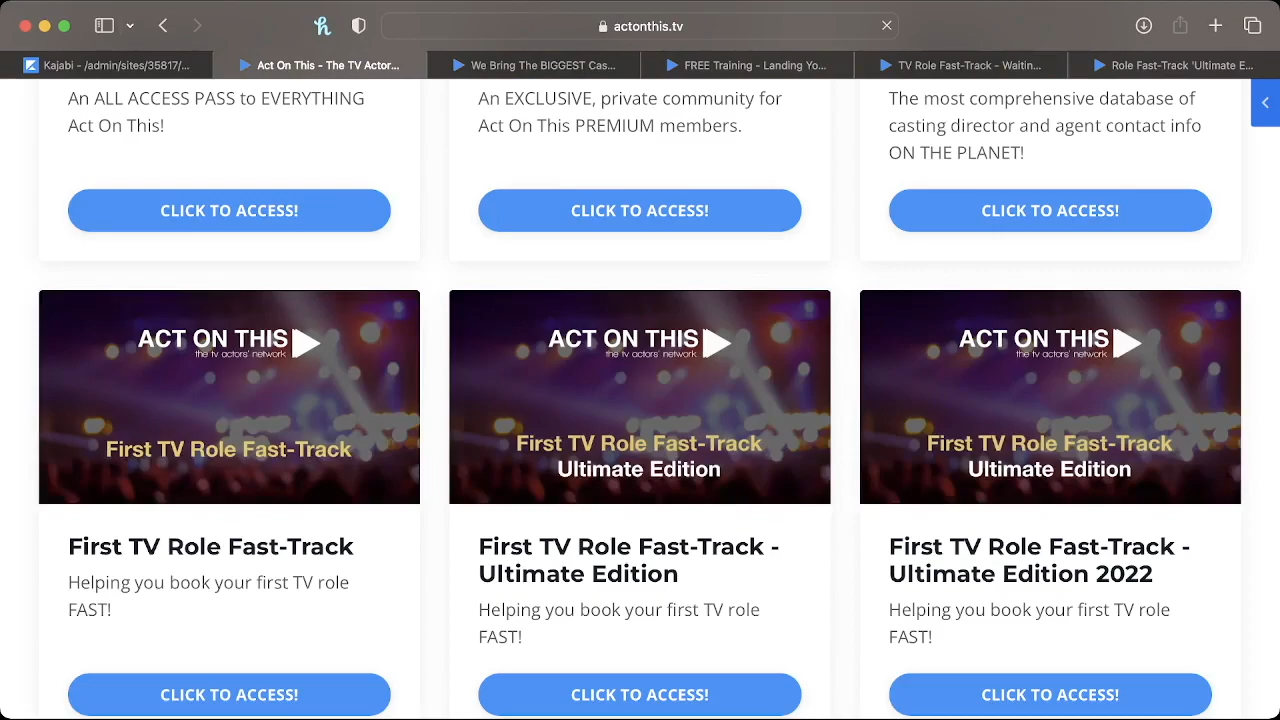 actonthis.tv
Kajabi - /admin/sites/35817/...
Act On This - The TV Actor...
We Bring The BIGGEST Cas...
FREE Training - Landing Yo...
TV Role Fast-Track - Waitin...
Role Fast-Track 'Ultimate E...
An ALL ACCESS PASS to EVERYTHING
Act On This!
CLICK TO ACCESS!
An EXCLUSIVE, private community for
Act On This PREMIUM members.
CLICK TO ACCESS!
The most comprehensive database of
casting director and agent contact info
ON THE PLANET!
CLICK TO ACCESS!
ACT ON THIS
the tv actors' network
First TV Role Fast-Track
First TV Role Fast-Track
Helping you book your first TV role
FAST!
CLICK TO ACCESS!
ACT ON THIS
the tv actors' network
First TV Role Fast-Track
Ultimate Edition
First TV Role Fast-Track -
Ultimate Edition
Helping you book your first TV role
FAST!
CLICK TO ACCESS!
ACT ON THIS
the tv actors' network
First TV Role Fast-Track
Ultimate Edition
First TV Role Fast-Track -
Ultimate Edition 2022
Helping you book your first TV role
FAST!
CLICK TO ACCESS!